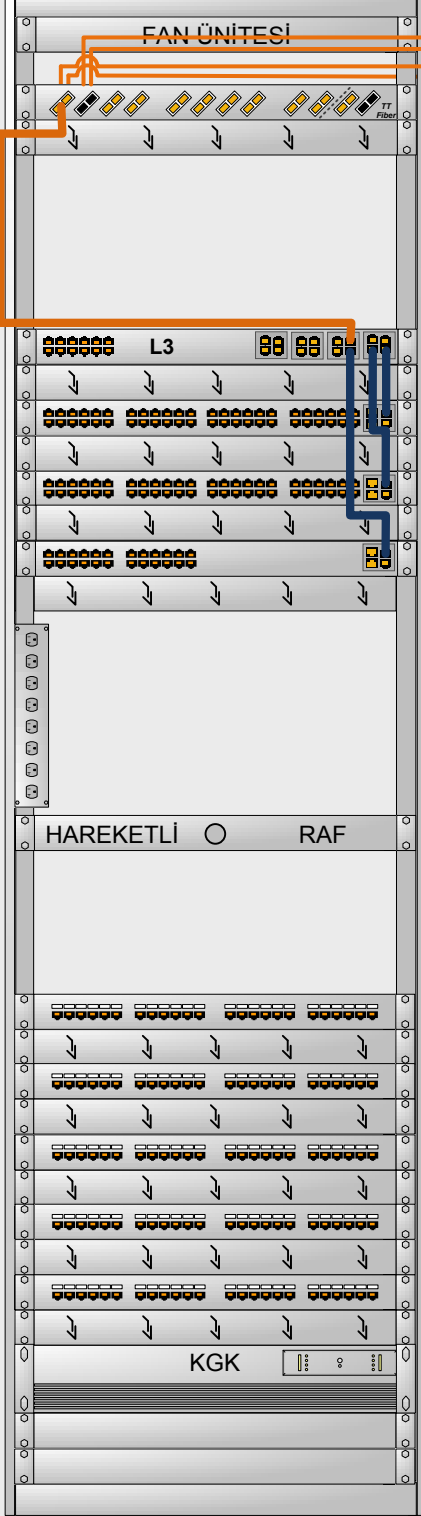 FAN ÜNİTESİ
TT
Fiber
L3
HAREKETLİ RAF
KGK